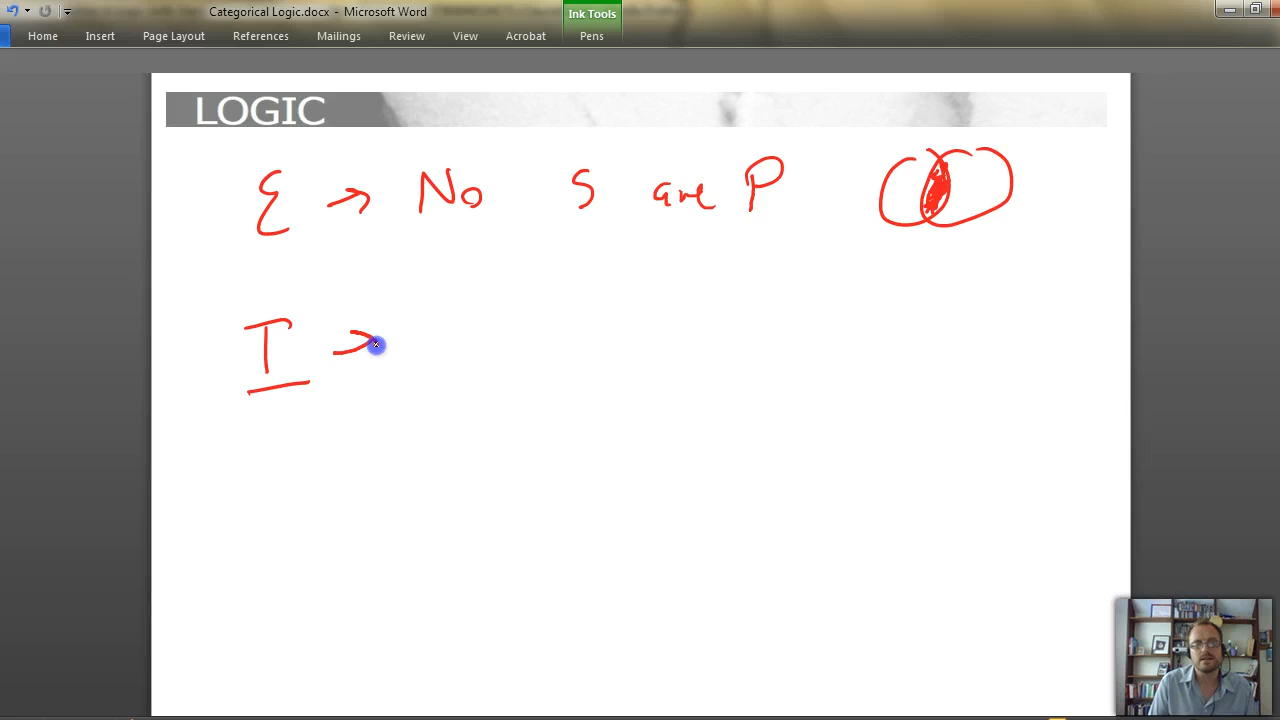 Categorical Logic.docx - Microsoft Word
Ink Tools
Home Insert Page Layout References Mailings Review View Acrobat Pens
LOGIC
E → No S are P
I →